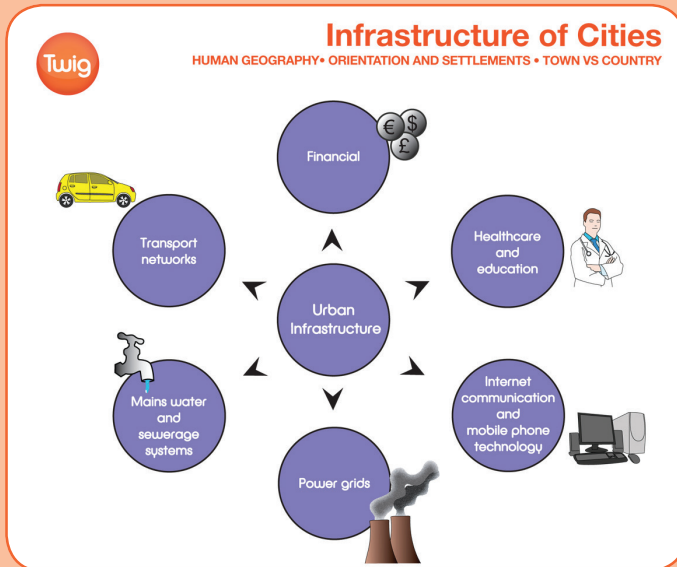 Twig
Infrastructure of Cities
HUMAN GEOGRAPHY• ORIENTATION AND SETTLEMENTS • TOWN VS COUNTRY
Financial
€
$
£
Transport
networks
Healthcare
and
education
Urban
Infrastructure
Mains water
and
sewerage
systems
Internet
communication
and
mobile phone
technology
Power grids